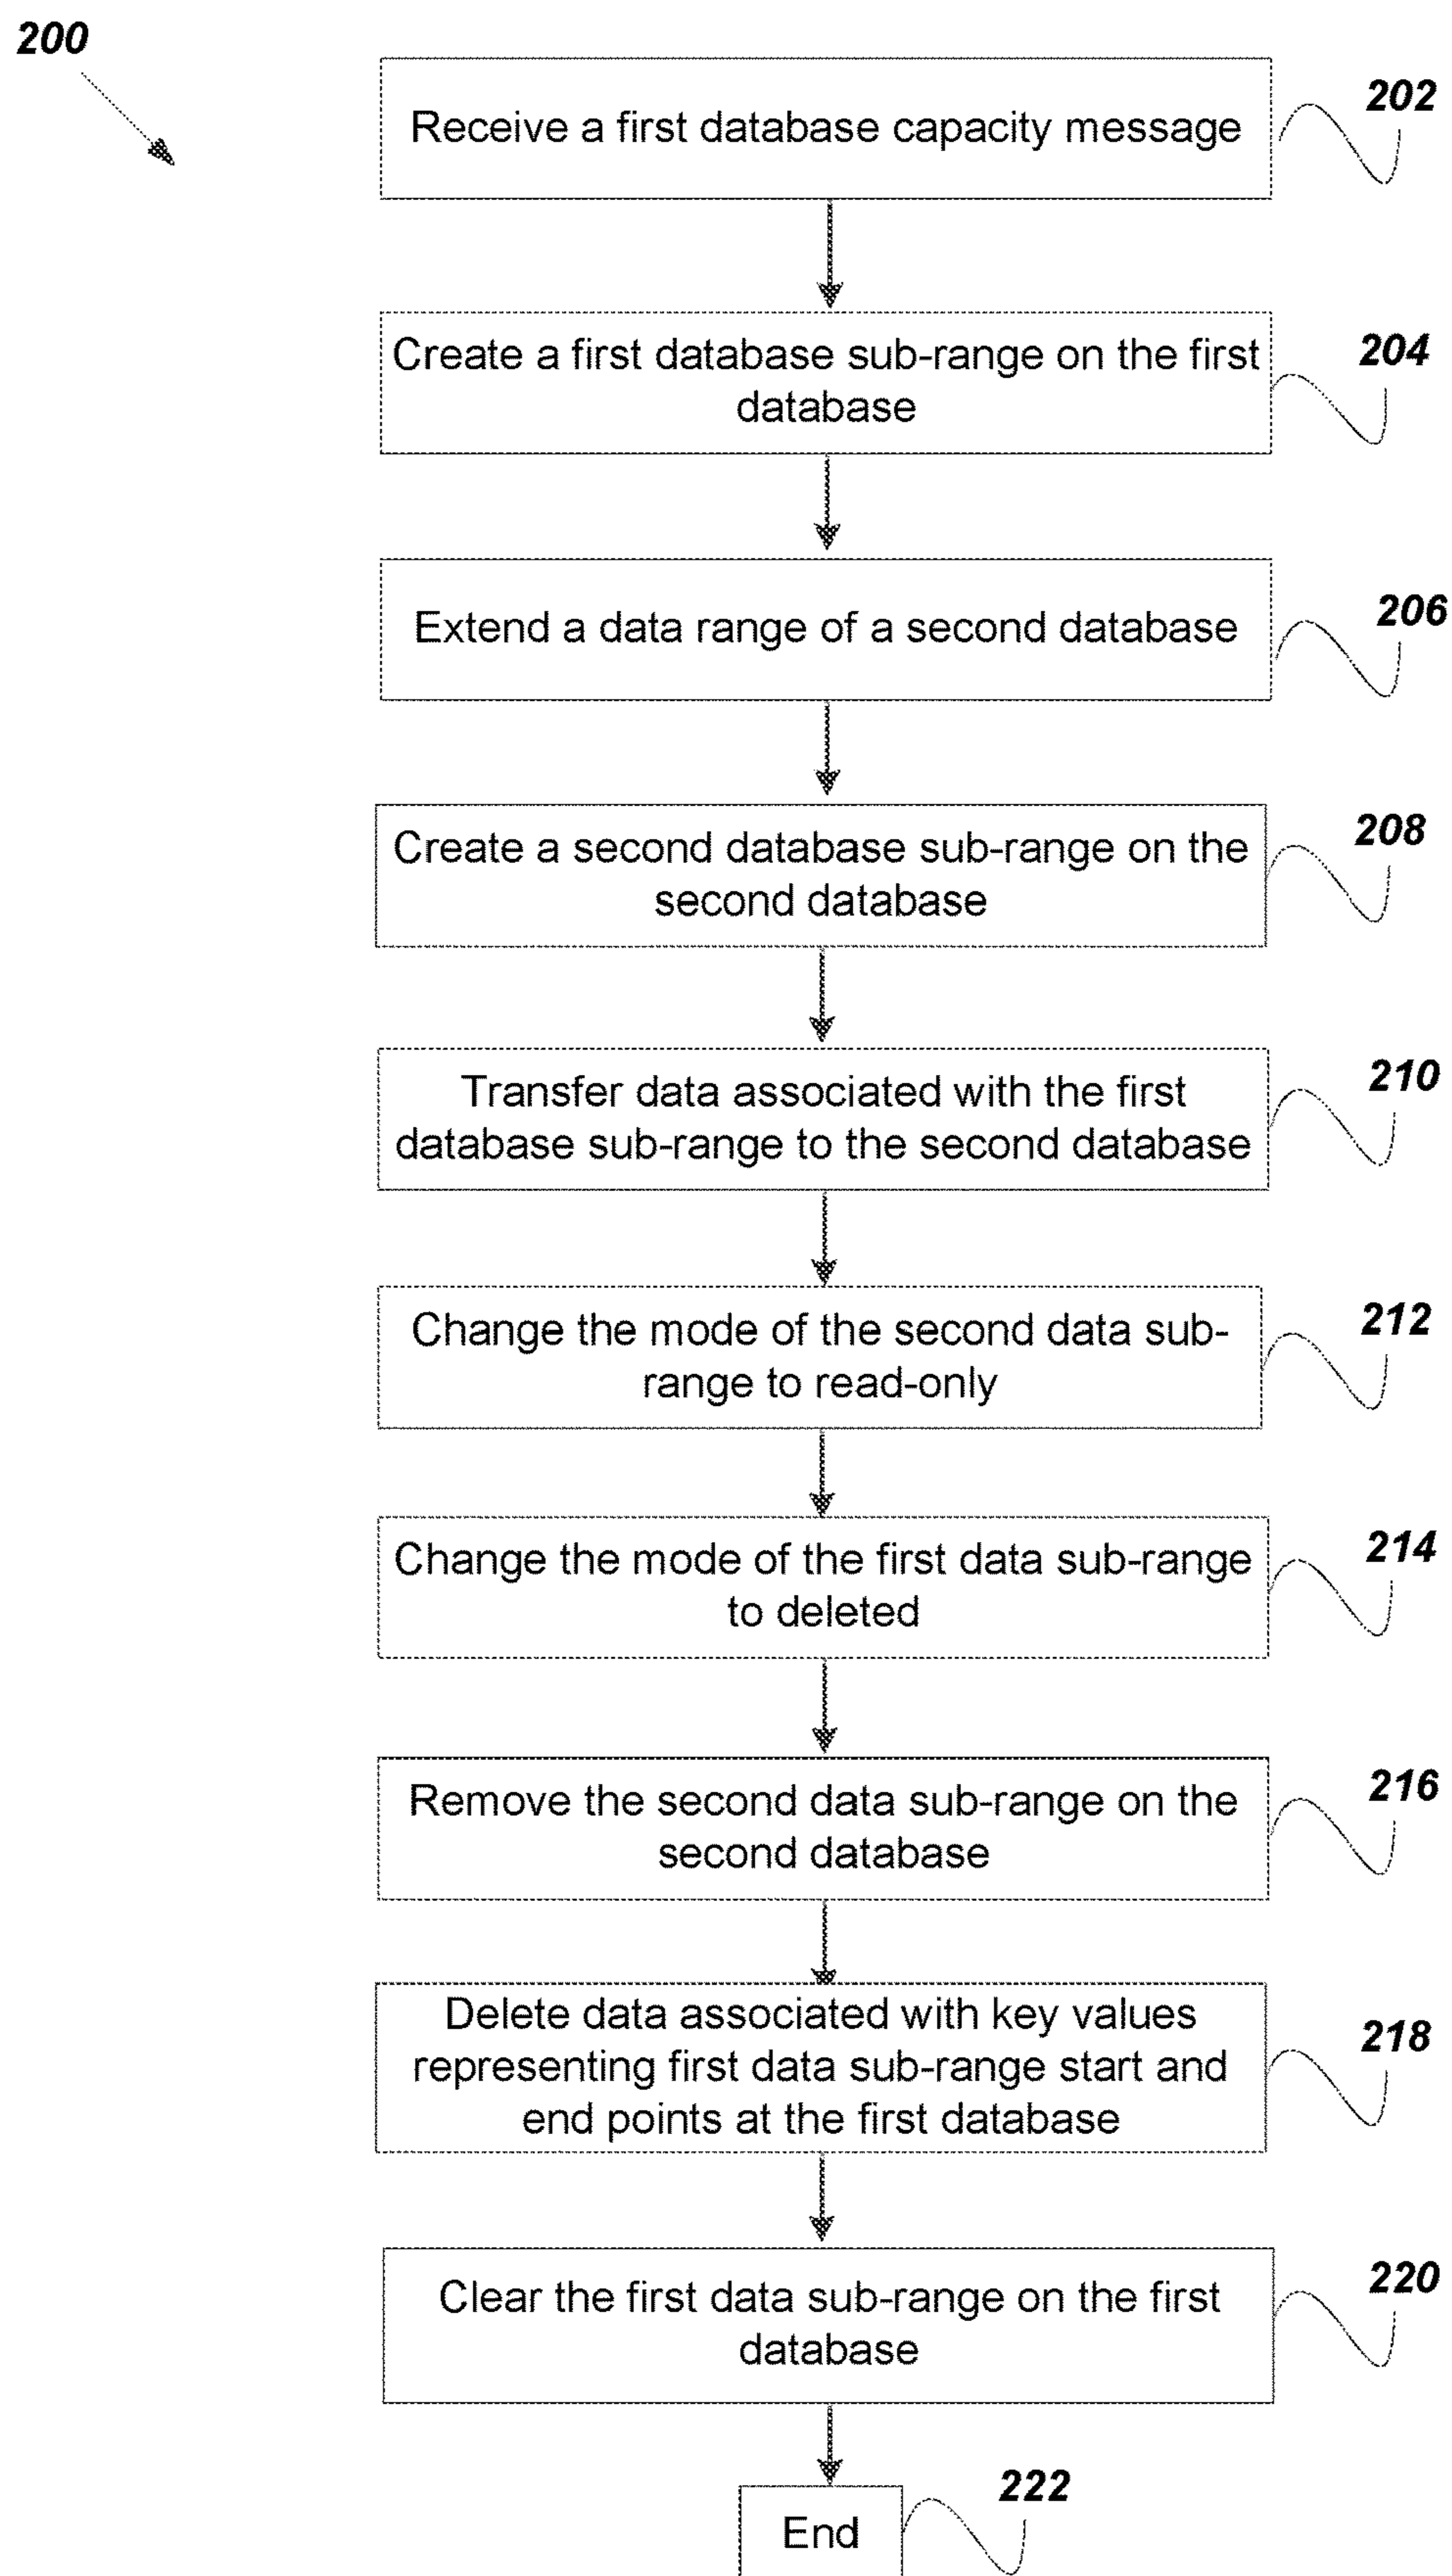 200
Receive a first database capacity message
202
Create a first database sub-range on the first
database
204
Extend a data range of a second database
206
Create a second database sub-range on the
second database
208
Transfer data associated with the first
database sub-range to the second database
210
Change the mode of the second data sub-
range to read-only
212
Change the mode of the first data sub-range
to deleted
214
Remove the second data sub-range on the
second database
216
Delete data associated with key values
representing first data sub-range start and
end points at the first database
218
Clear the first data sub-range on the first
database
220
End
222